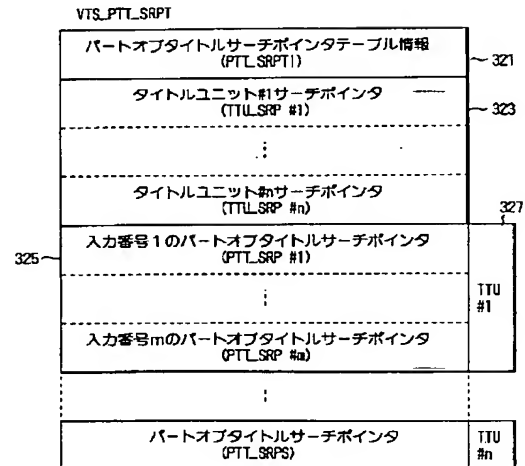 VTS_PTT_SRPT
パートオブタイトルサーチポインタテーブル情報
(PTT_SRPTI)
321
タイトルユニット#1サーチポインタ
(TTU_SRP #1)
323
タイトルユニット#nサーチポインタ
(TTU_SRP #n)
327
325
入力番号1のパートオブタイトルサーチポインタ
(PTT_SRP #1)
TTU
#1
入力番号mのパートオブタイトルサーチポインタ
(PTT_SRP #m)
パートオブタイトルサーチポインタ
(PTT_SRPS)
TTU
#n